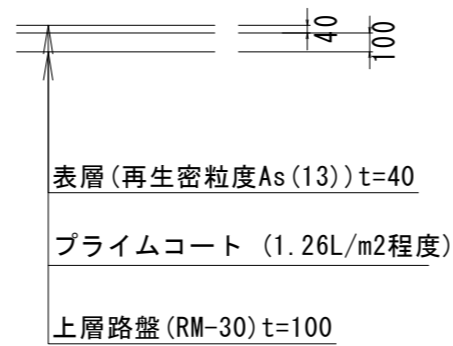 40
100
表層(再生密粒度As(13))t=40
プライムコート (1.26L/m2程度)
上層路盤(RM-30)t=100